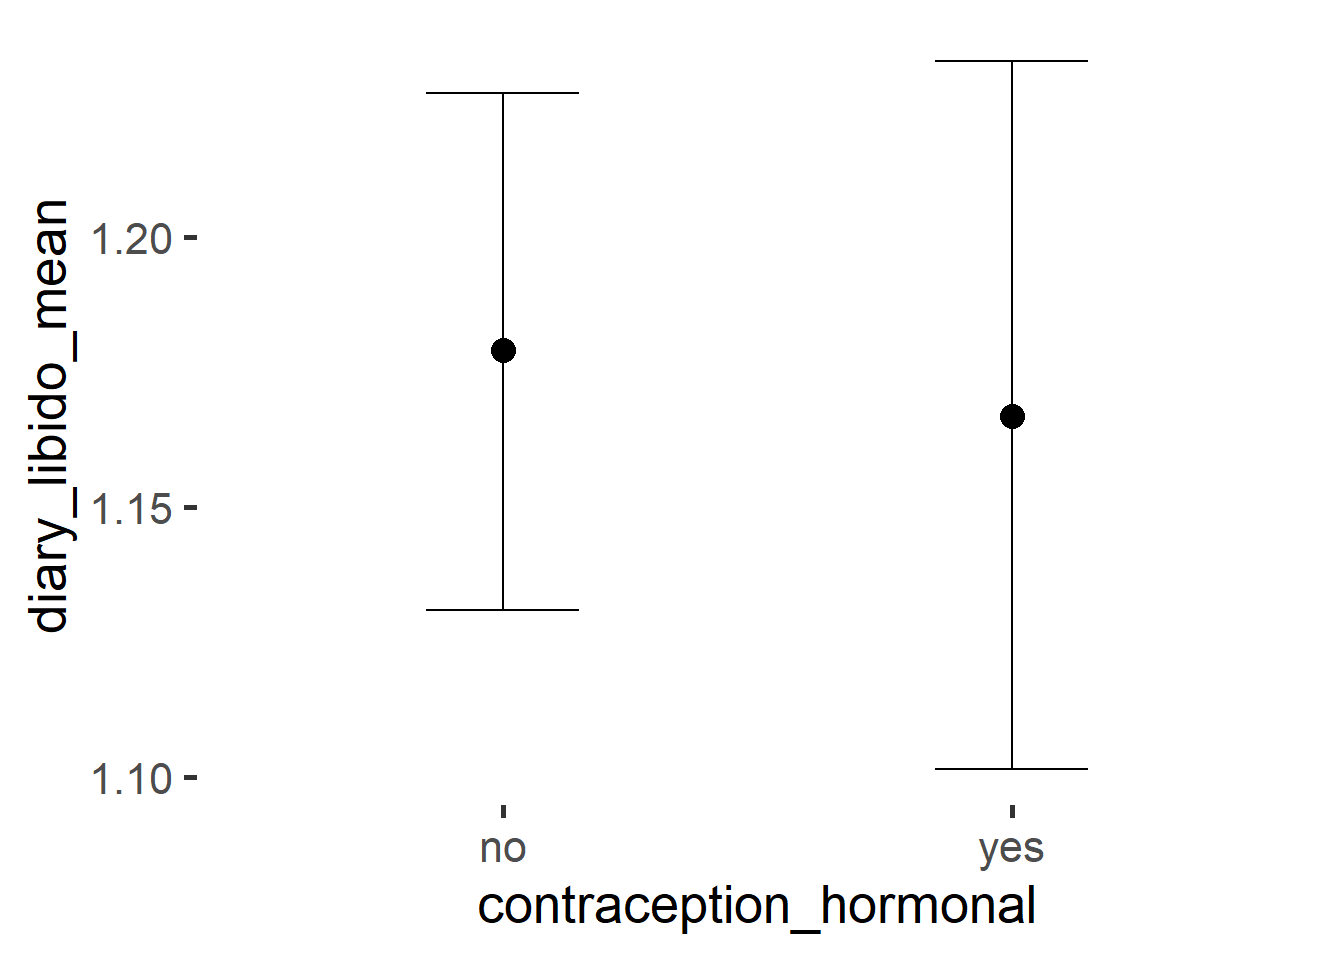 diary_libido_mean
1.20
1.15
1.10
no
yes
contraception_hormonal